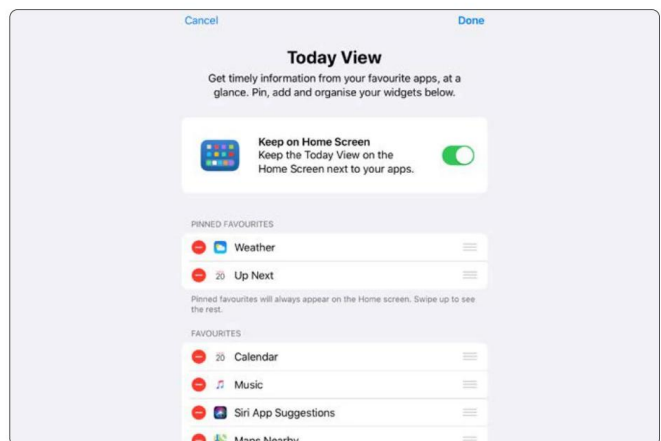 Cancel Done
Today View
Get timely information from your favourite apps, at a
glance. Pin, add and organise your widgets below.
Keep on Home Screen
Keep the Today View on the
Home Screen next to your apps.
PINNED FAVOURITES
Weather
20 Up Next
Pinned favourites will always appear on the Home screen. Swipe up to see
the rest.
FAVOURITES
20 Calendar
Music
Siri App Suggestions
Maps Nearby